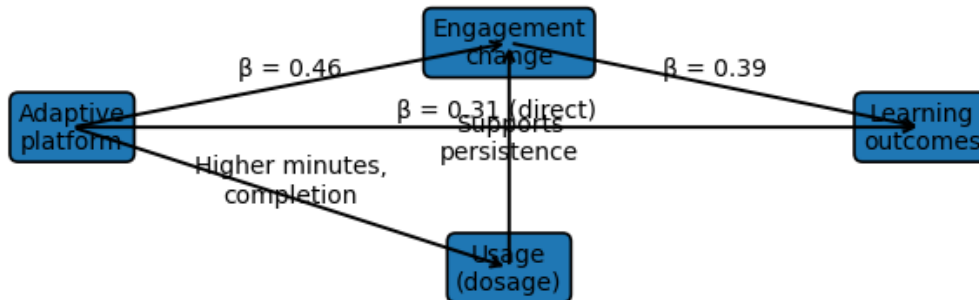 Engagement
change
β = 0.46
β = 0.39
Adaptive
platform
β = 0.31 (direct)
Supports
persistence
Learning
outcomes
Higher minutes,
completion
Usage
(dosage)